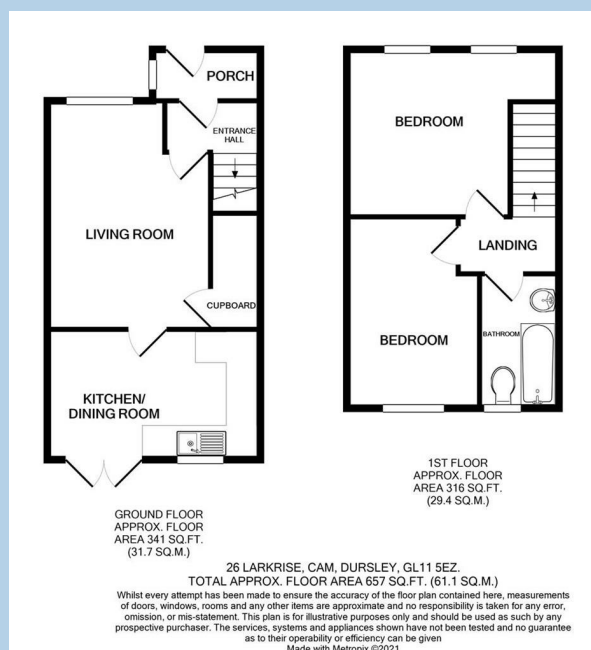 PORCH
ENTRANCE
HALL
LIVING ROOM
CUPBOARD
KITCHEN/
DINING ROOM
GROUND FLOOR
APPROX. FLOOR
AREA 341 SQ.FT.
(31.7 SQ.M.)
BEDROOM
LANDING
BEDROOM
BATHROOM
1ST FLOOR
APPROX. FLOOR
AREA 316 SQ.FT.
(29.4 SQ.M.)
26 LARKRISE, CAM, DURSLEY, GL11 5EZ.
TOTAL APPROX. FLOOR AREA 657 SQ.FT. (61.1 SQ.M.)
Whilst every attempt has been made to ensure the accuracy of the floor plan contained here, measurements
of doors, windows, rooms and any other items are approximate and no responsibility is taken for any error,
omission, or mis-statement. This plan is for illustrative purposes only and should be used as such by any
prospective purchaser. The services, systems and appliances shown have not been tested and no guarantee
as to their operability or efficiency can be given
Made with Metropix ©2021